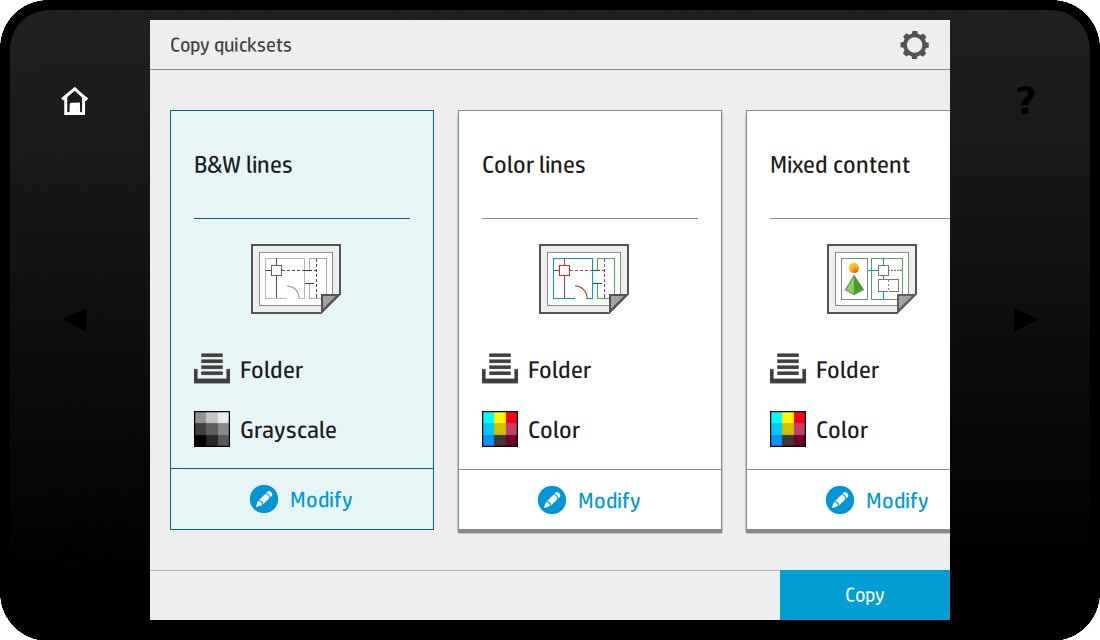 Copy quicksets
?
B&W lines
Color lines
Mixed content
Folder
Folder
Folder
Grayscale
Color
Color
Modify
Modify
Modify
Copy